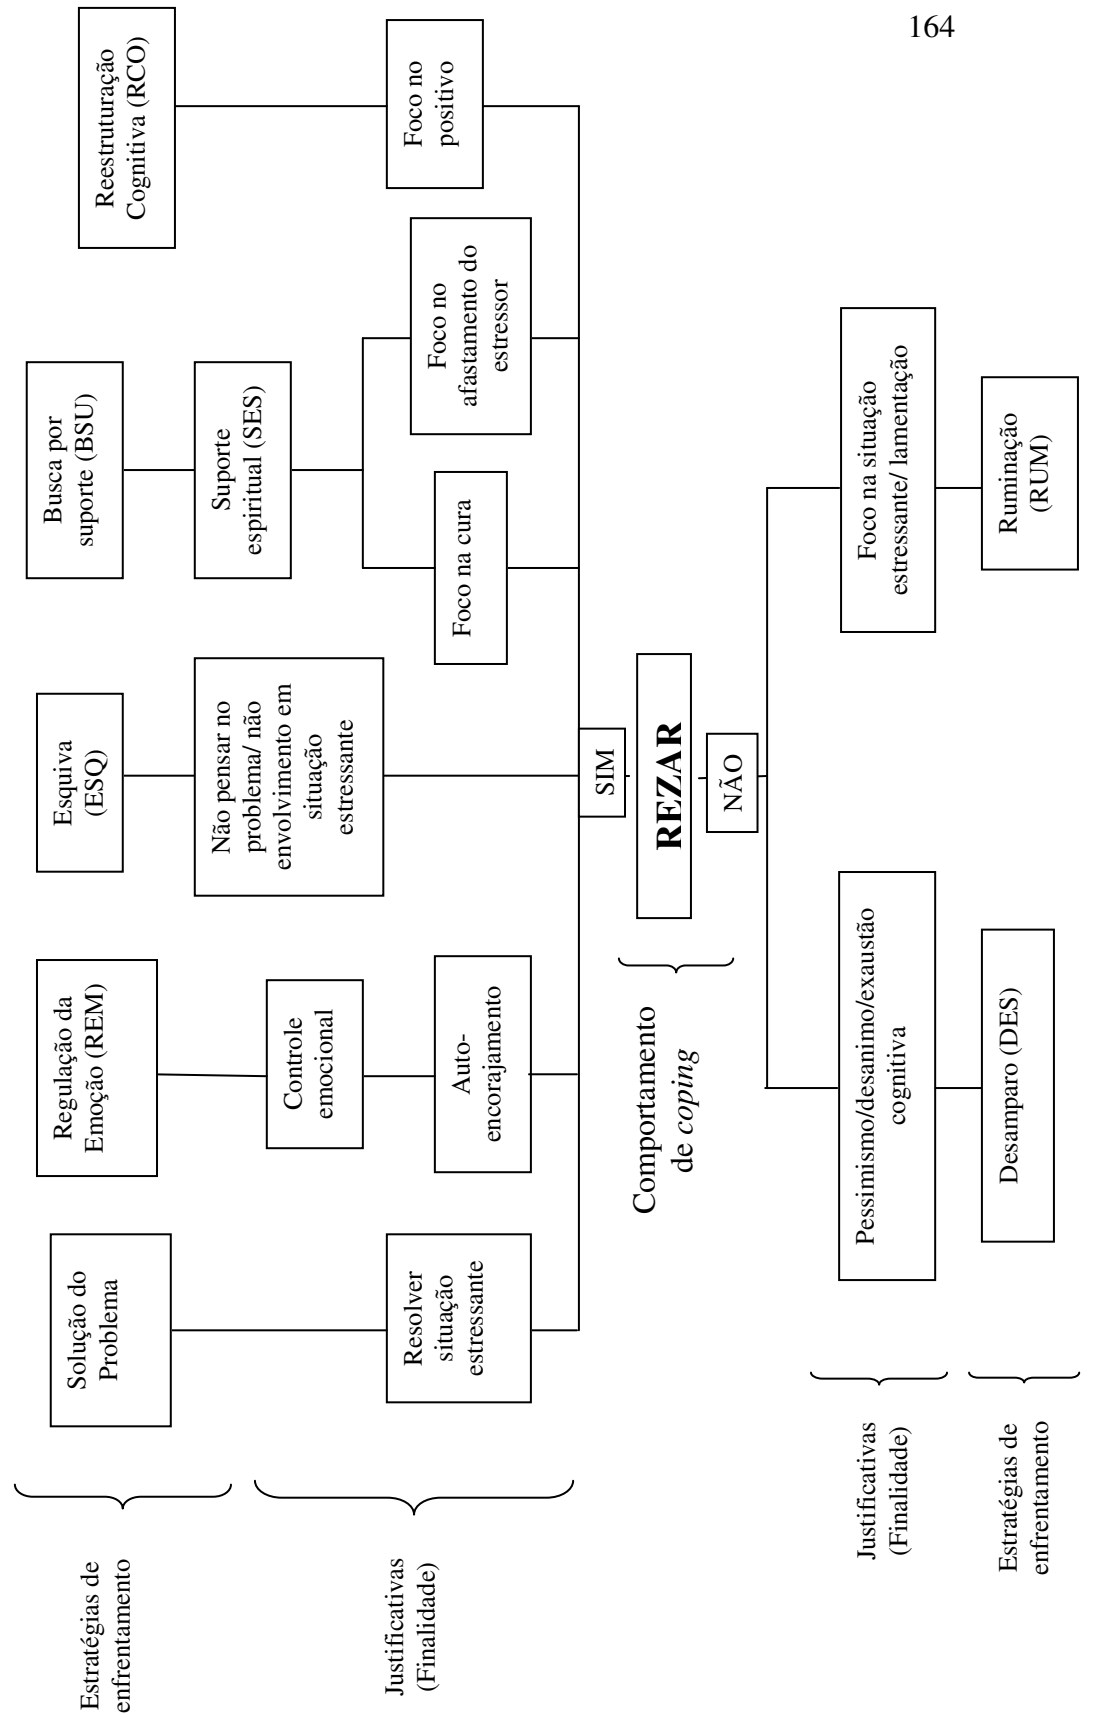 164
Estratégias de
enfrentamento
Solução do
Problema
Regulação da
Emoção (REM)
Esquiva
(ESQ)
Busca por
suporte (BSU)
Reestruturação
Cognitiva (RCO)
Suporte
espiritual (SES)
Justificativas
(Finalidade)
Resolver
situação
estressante
Controle
emocional
Auto-
encorajamento
Não pensar no
problema/ não
envolvimento em
situação
estressante
Foco na cura
Foco no
afastamento do
estressor
Foco no
positivo
SIM
Comportamento
de coping
REZAR
NÃO
Justificativas
(Finalidade)
Pessimismo/desanimo/exaustão
cognitiva
Foco na situação
estressante/ lamentação
Estratégias de
enfrentamento
Desamparo (DES)
Ruminação
(RUM)